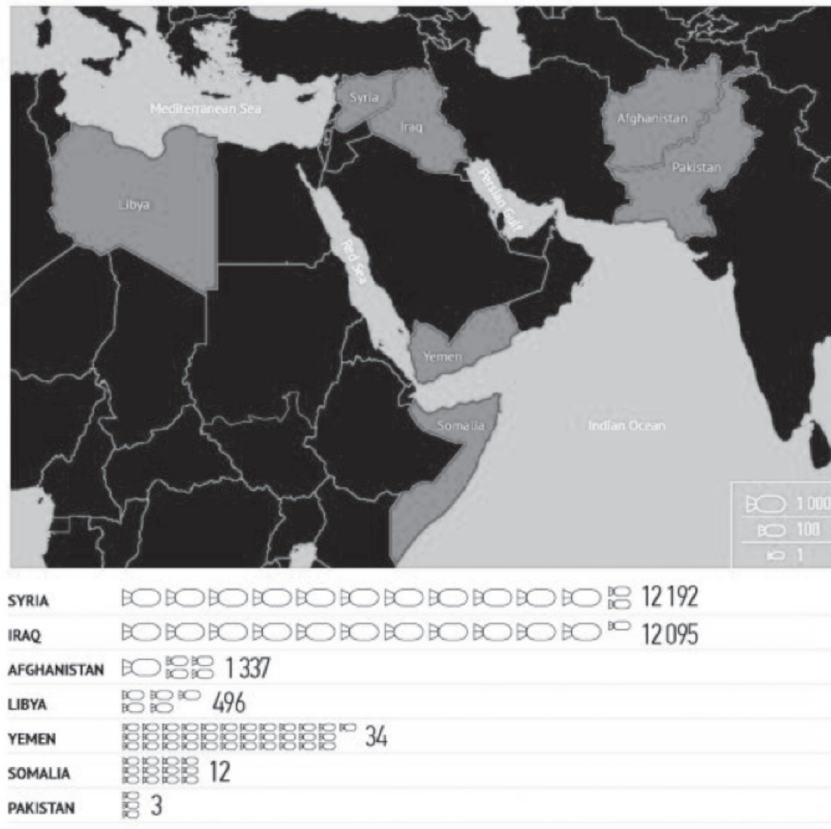 Mediterranean Sea
Syria
Iraq
Afghanistan
Pakistan
Libya
Persian Gulf
Red Sea
Yemen
Somalia
Indian Ocean
1 000
100
1
SYRIA 12 192
IRAQ 12 095
AFGHANISTAN 1 337
LIBYA 496
YEMEN 34
SOMALIA 12
PAKISTAN 3